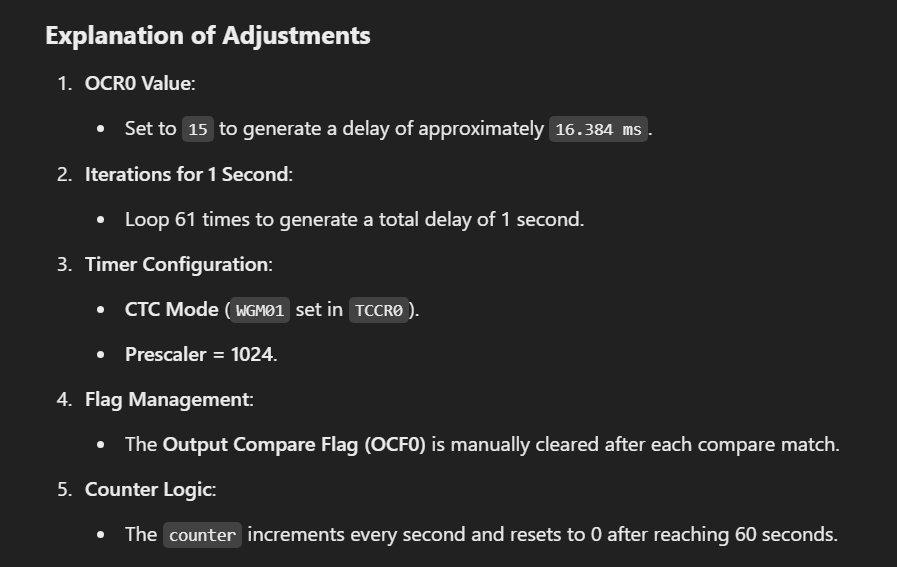 Explanation of Adjustments
1. OCR0 Value:
• Set to 15 to generate a delay of approximately 16.384 ms.
2. Iterations for 1 Second:
• Loop 61 times to generate a total delay of 1 second.
3. Timer Configuration:
• CTC Mode (WGM01 set in TCCR0).
• Prescaler = 1024.
4. Flag Management:
• The Output Compare Flag (OCF0) is manually cleared after each compare match.
5. Counter Logic:
• The counter increments every second and resets to 0 after reaching 60 seconds.